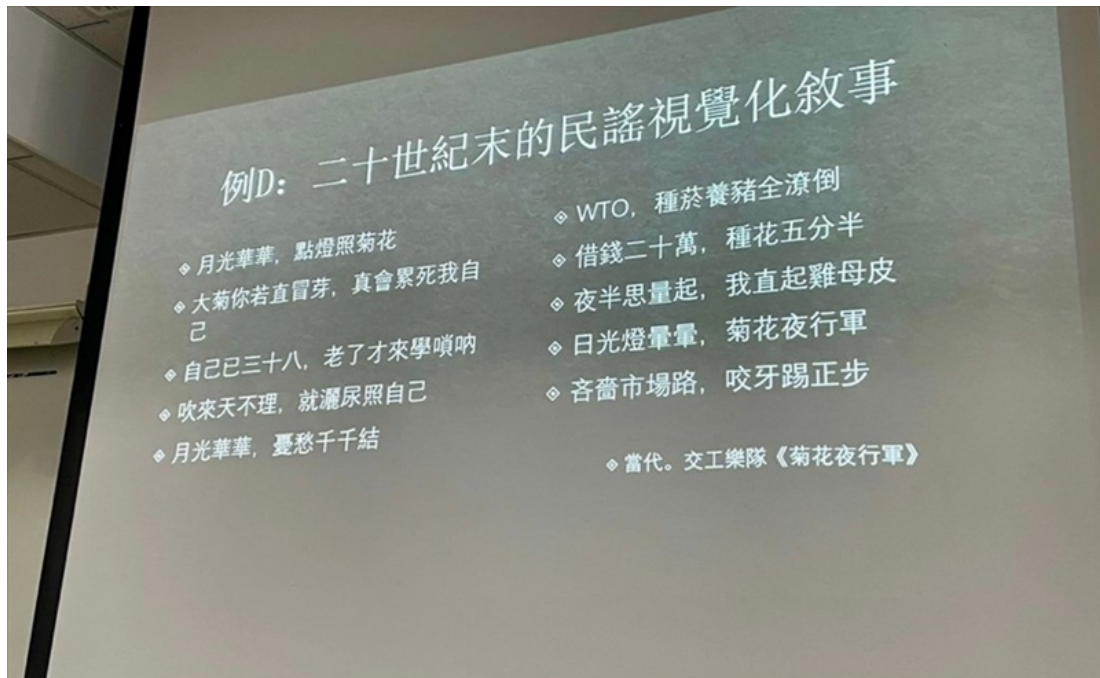 例D：二十世紀末的民謠視覺化敘事
月光華華，點燈照菊花
大菊你若直冒芽，真會累死我自
己
自己已三十八，老了才來學嗩吶
吹來天不理，就灑尿照自己
月光華華，憂愁千千結
WTO，種菸養豬全潦倒
借錢二十萬，種花五分半
夜半思量起，我直起雞母皮
日光燈暈暈，菊花夜行軍
吝嗇市場路，咬牙踢正步
當代。交工樂隊《菊花夜行軍》